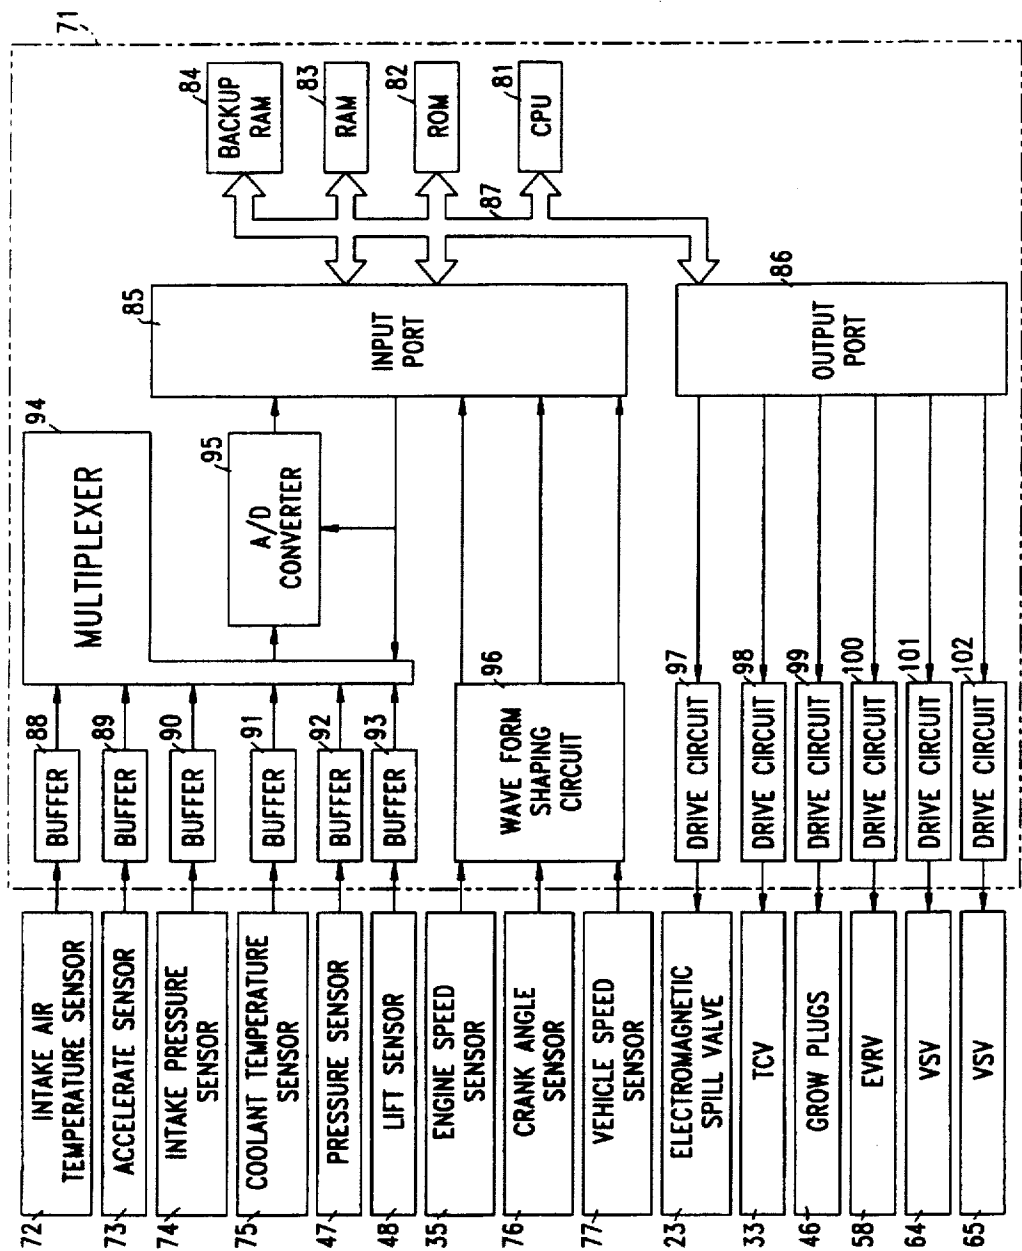 71
84
BACKUP
RAM
83
RAM
82
ROM
81
CPU
87
85
INPUT
PORT
86
OUTPUT
PORT
94
MULTIPLEXER
95
A/D
CONVERTER
88
BUFFER
89
BUFFER
90
BUFFER
91
BUFFER
92
BUFFER
93
BUFFER
96
WAVE FORM
SHAPING
CIRCUIT
97
DRIVE CIRCUIT
98
DRIVE CIRCUIT
99
DRIVE CIRCUIT
100
DRIVE CIRCUIT
101
DRIVE CIRCUIT
102
DRIVE CIRCUIT
72
INTAKE AIR
TEMPERATURE SENSOR
73
ACCELERATE SENSOR
74
INTAKE PRESSURE
SENSOR
75
COOLANT TEMPERATURE
SENSOR
47
PRESSURE SENSOR
48
LIFT SENSOR
35
ENGINE SPEED
SENSOR
76
CRANK ANGLE
SENSOR
77
VEHICLE SPEED
SENSOR
23
ELECTROMAGNETIC
SPILL VALVE
33
TCV
46
GROW PLUGS
58
EVRV
64
VSV
65
VSV